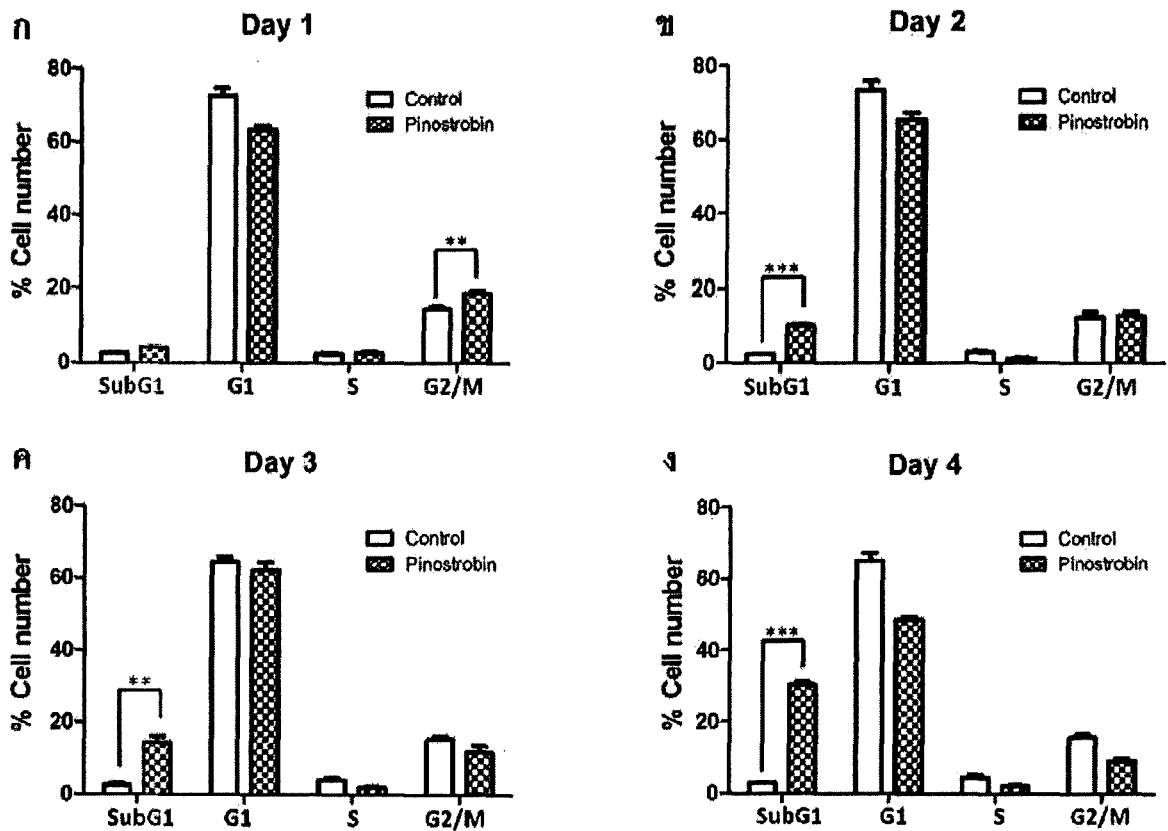 ก
Day 1
80
60
40
20
0
% Cell number
Control
Pinostrobin
**
SubG1 G1 S G2/M
ข
Day 2
80
60
40
20
0
% Cell number
Control
Pinostrobin
***
SubG1 G1 S G2/M
ค
Day 3
80
60
40
20
0
% Cell number
Control
Pinostrobin
**
SubG1 G1 S G2/M
ง
Day 4
80
60
40
20
0
% Cell number
Control
Pinostrobin
***
SubG1 G1 S G2/M